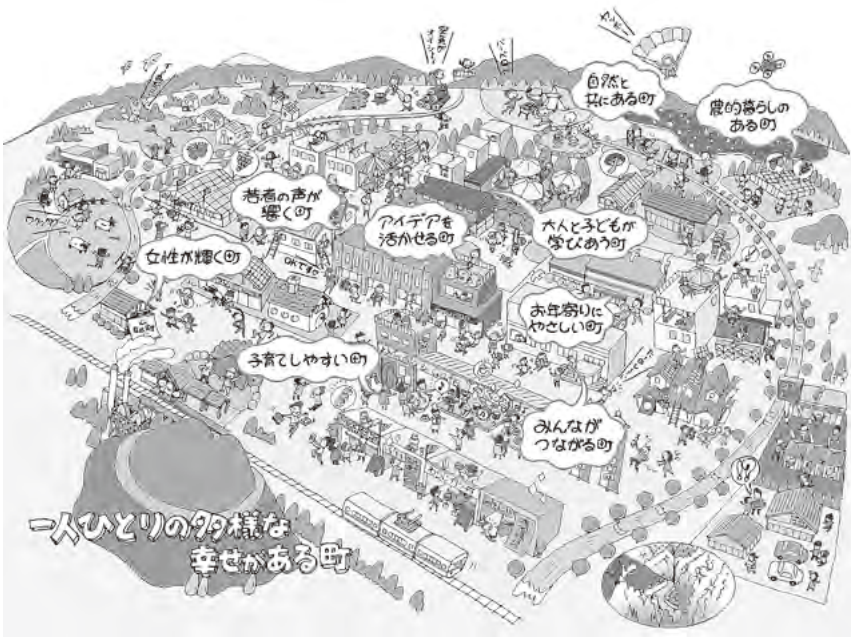 自然と
共にある町
農的暮らしの
ある町
若者の声が
響く町
アイデアを
活かせる町
大人と子どもが
学びあう町
女性が輝く町
お年寄りに
やさしい町
子育てしやすい町
みんなが
つながる町
一人ひとりの多様な
幸せがある町